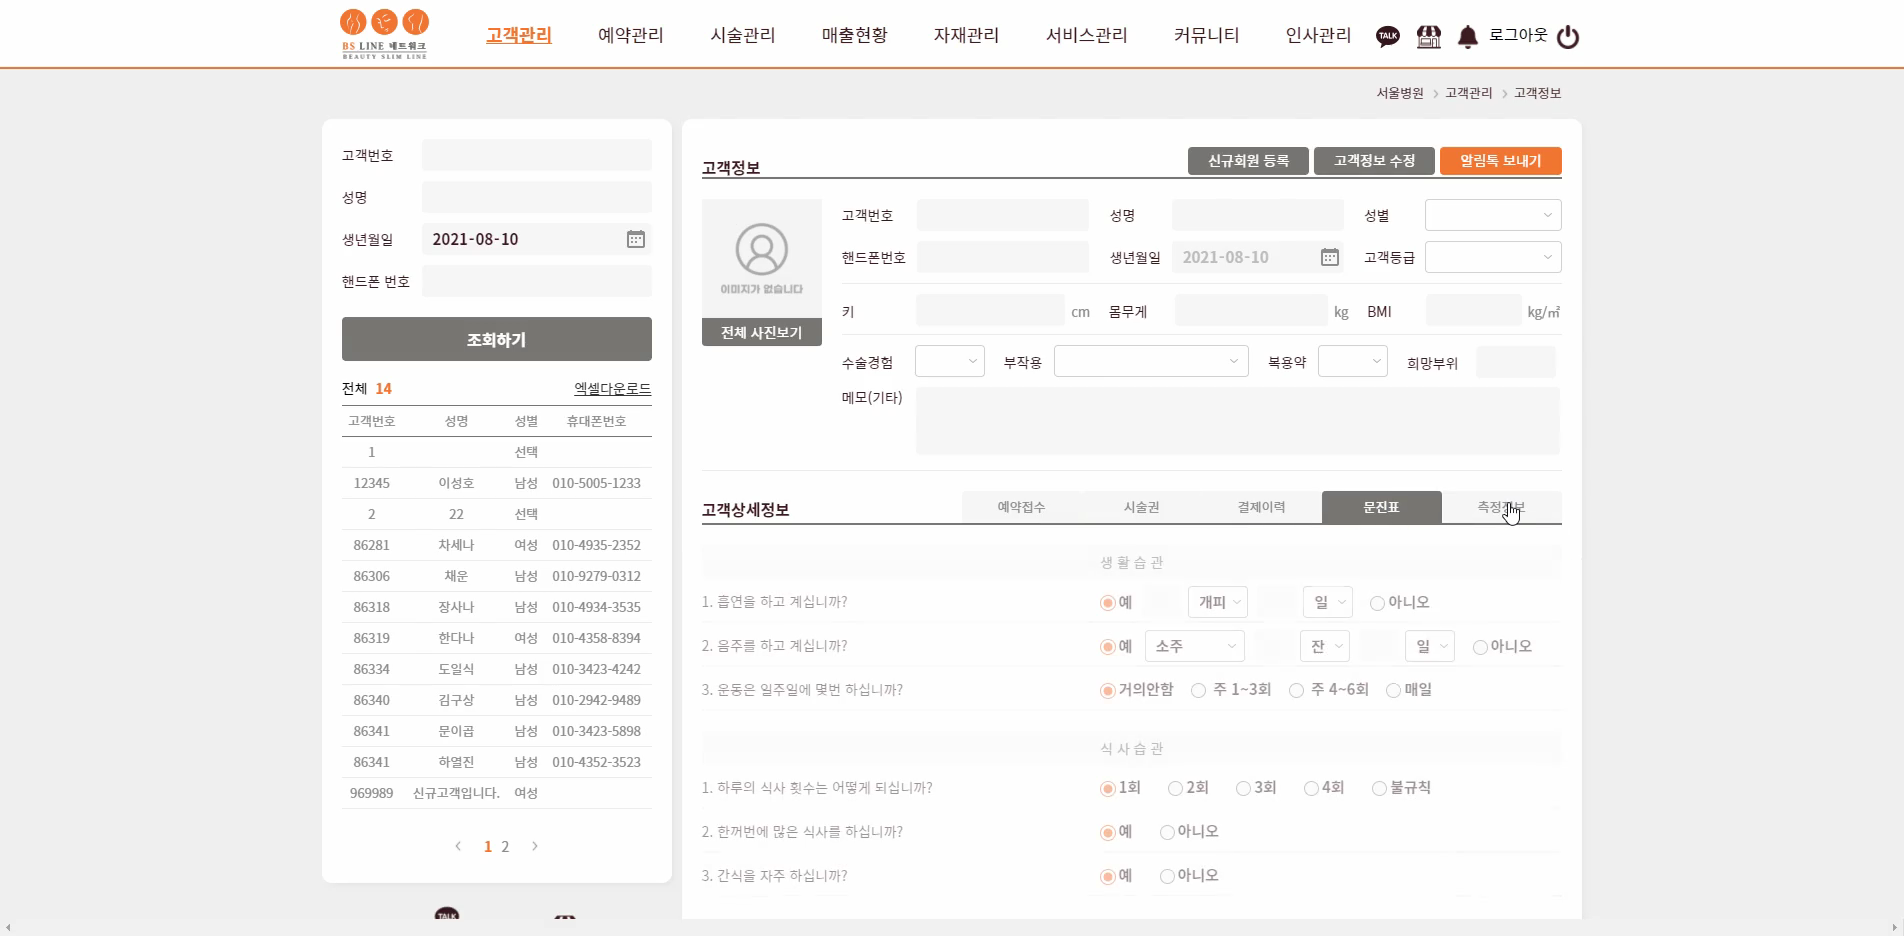 BS LINE 네트워크
BEAUTY SLIM LINE
고객관리 예약관리 시술관리 매출현황 자재관리 서비스관리 커뮤니티 인사관리 TALK 로그아웃
서울병원 > 고객관리 > 고객정보
고객번호
성명
생년월일 2021-08-10
핸드폰 번호
조회하기
전체 14 엑셀다운로드
고객번호 성명 성별 휴대폰번호
1 선택
12345 이성호 남성 010-5005-1233
2 22 선택
86281 차세나 여성 010-4935-2352
86306 채운 남성 010-9279-0312
86318 장사나 남성 010-4934-3535
86319 한다나 여성 010-4358-8394
86334 도일식 남성 010-3423-4242
86340 김구상 남성 010-2942-9489
86341 문이곱 남성 010-3423-5898
86341 하열진 남성 010-4352-3523
969989 신규고객입니다. 여성
< 1 2 >
TALK
고객정보 신규회원 등록 고객정보 수정 알림톡 보내기
이미지가 없습니다
전체 사진보기
고객번호 성명 성별
핸드폰번호 생년월일 2021-08-10 고객등급
키 cm 몸무게 kg BMI kg/㎡
수술경험 부작용 복용약 희망부위
메모(기타)
고객상세정보 예약접수 시술권 결제이력 문진표 측정정보
생 활 습 관
1. 흡연을 하고 계십니까? 예 개피 일 아니오
2. 음주를 하고 계십니까? 예 소주 잔 일 아니오
3. 운동은 일주일에 몇번 하십니까? 거의안함 주 1~3회 주 4~6회 매일
식 사 습 관
1. 하루의 식사 횟수는 어떻게 되십니까? 1회 2회 3회 4회 불규칙
2. 한꺼번에 많은 식사를 하십니까? 예 아니오
3. 간식을 자주 하십니까? 예 아니오